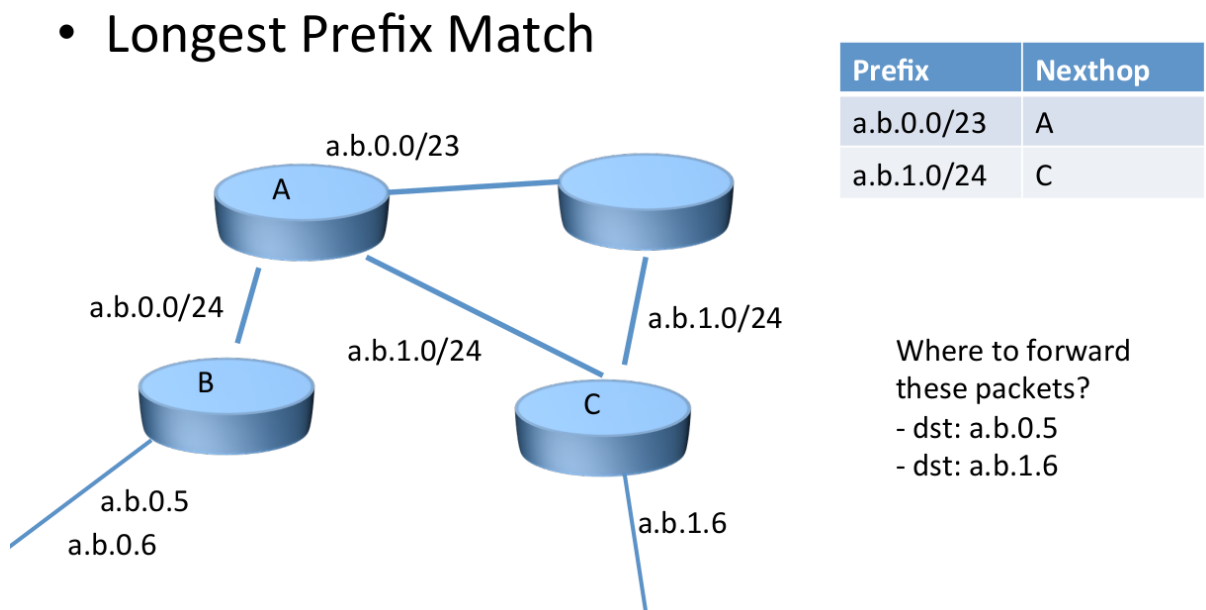 • Longest Prefix Match
Prefix Nexthop
a.b.0.0/23 A
a.b.1.0/24 C
a.b.0.0/23
A
a.b.0.0/24
a.b.1.0/24
a.b.1.0/24
B
C
a.b.0.5
a.b.0.6
a.b.1.6
Where to forward
these packets?
- dst: a.b.0.5
- dst: a.b.1.6